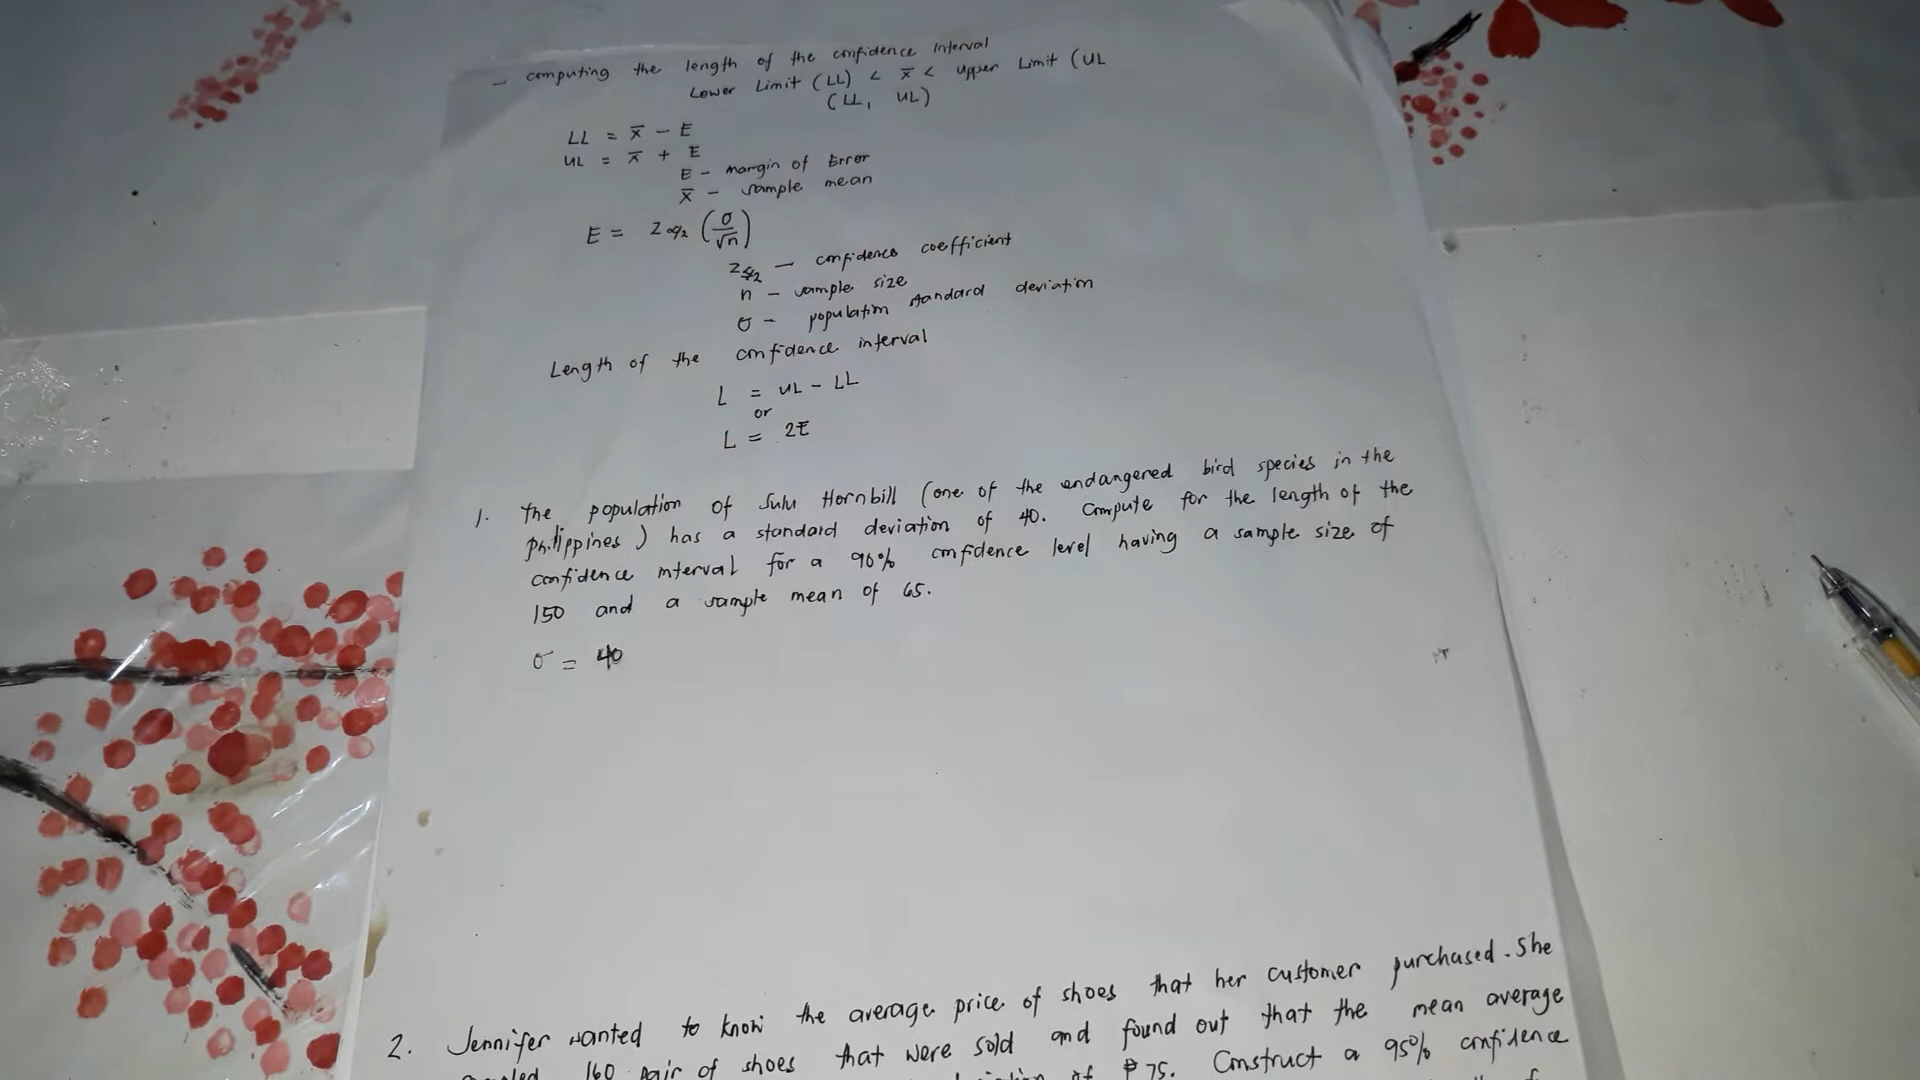 - computing the length of the confidence interval
Lower Limit (LL) < x̄ < Upper Limit (UL
(LL, UL)
LL = x̄ - E
UL = x̄ + E
E - margin of Error
x̄ - sample mean
E = Zα/2 (σ/√n)
Zα/2 - confidence coefficient
n - sample size
σ - population standard deviation
Length of the confidence interval
L = UL - LL
or
L = 2E
1. The population of Sulu Hornbill (one of the endangered bird species in the
Philippines) has a standard deviation of 40. Compute for the length of the
confidence interval for a 90% confidence level having a sample size of
150 and a sample mean of 65.
σ = 40
2. Jennifer wanted to know the average price of shoes that her customer purchased. She
160 pair of shoes that were sold and found out that the mean average
of ₱75. Construct a 95% confidence